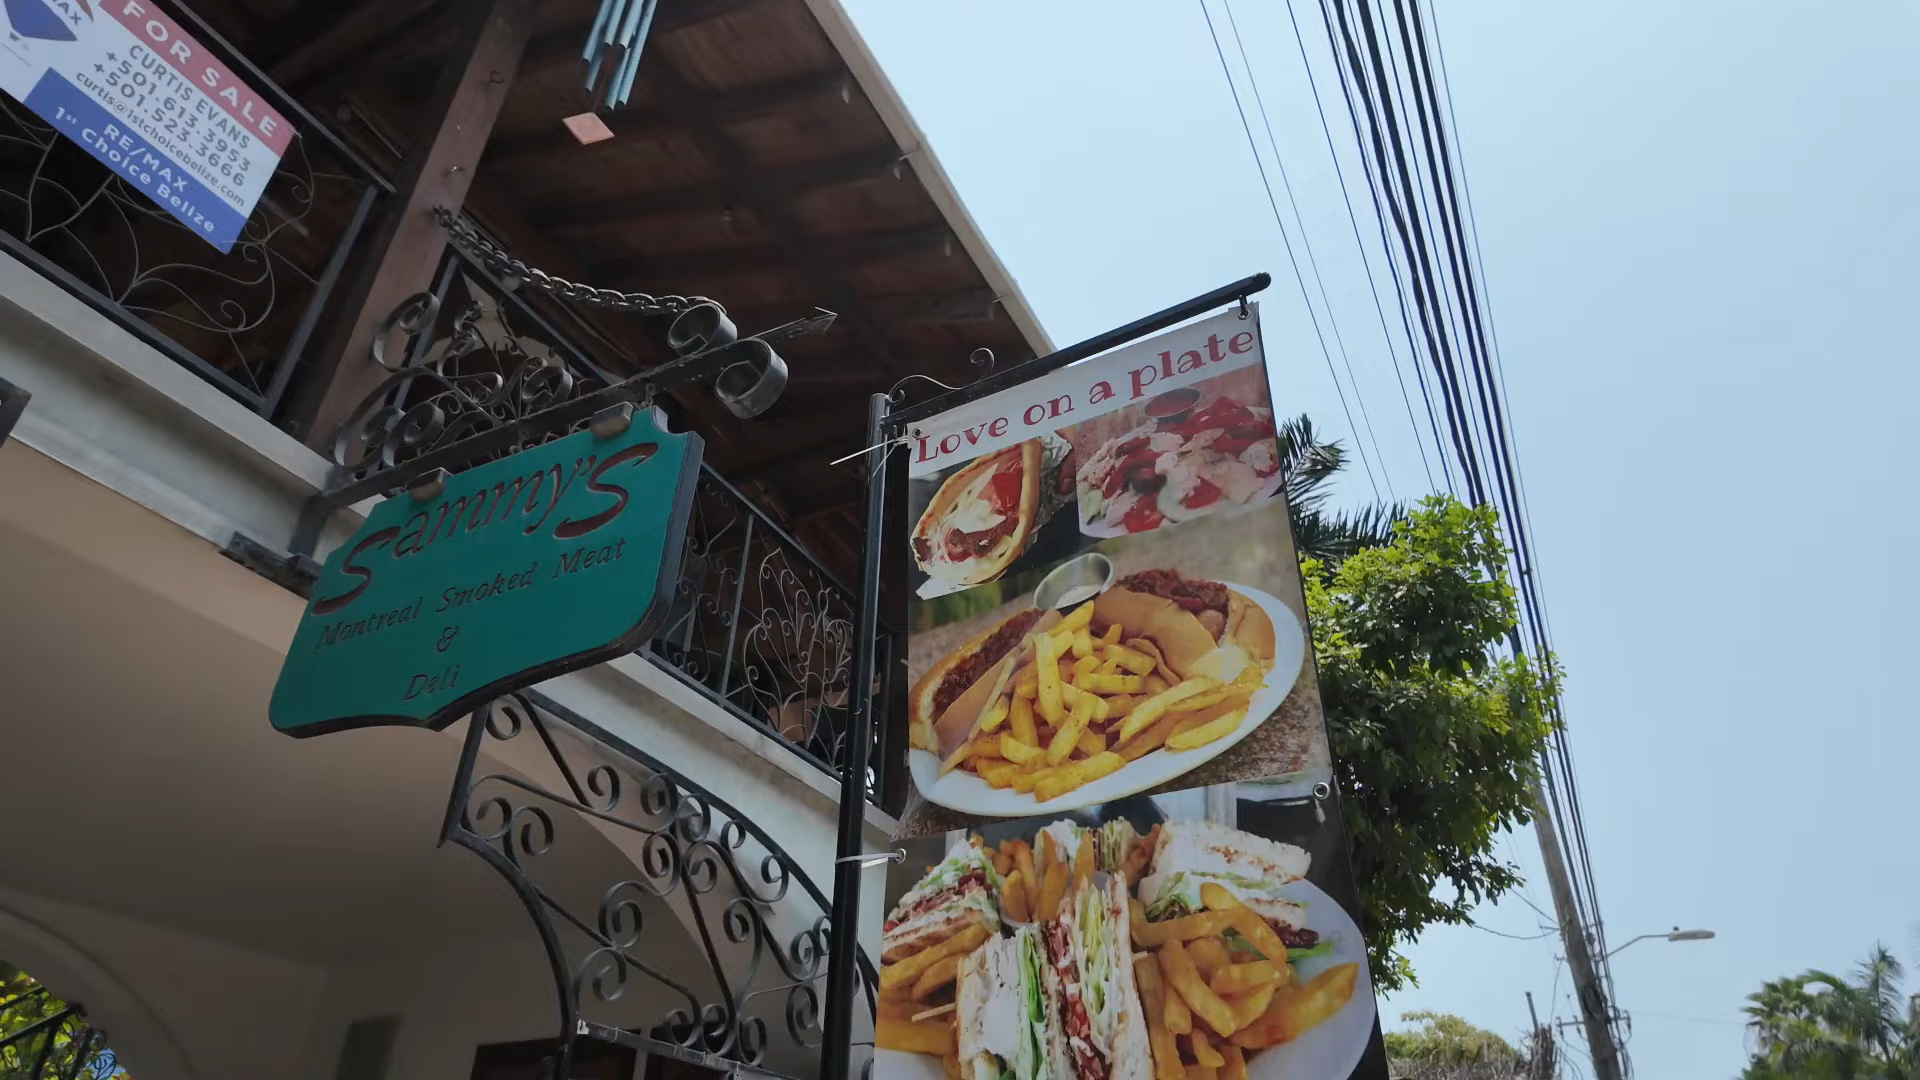 MAX
FOR SALE
CURTIS EVANS
+501.613.3953
+501.523.3666
curtis@1stchoicebelize.com
RE/MAX
1st Choice Belize
Sammy's
Montreal Smoked Meat
&
Deli
Love on a plate